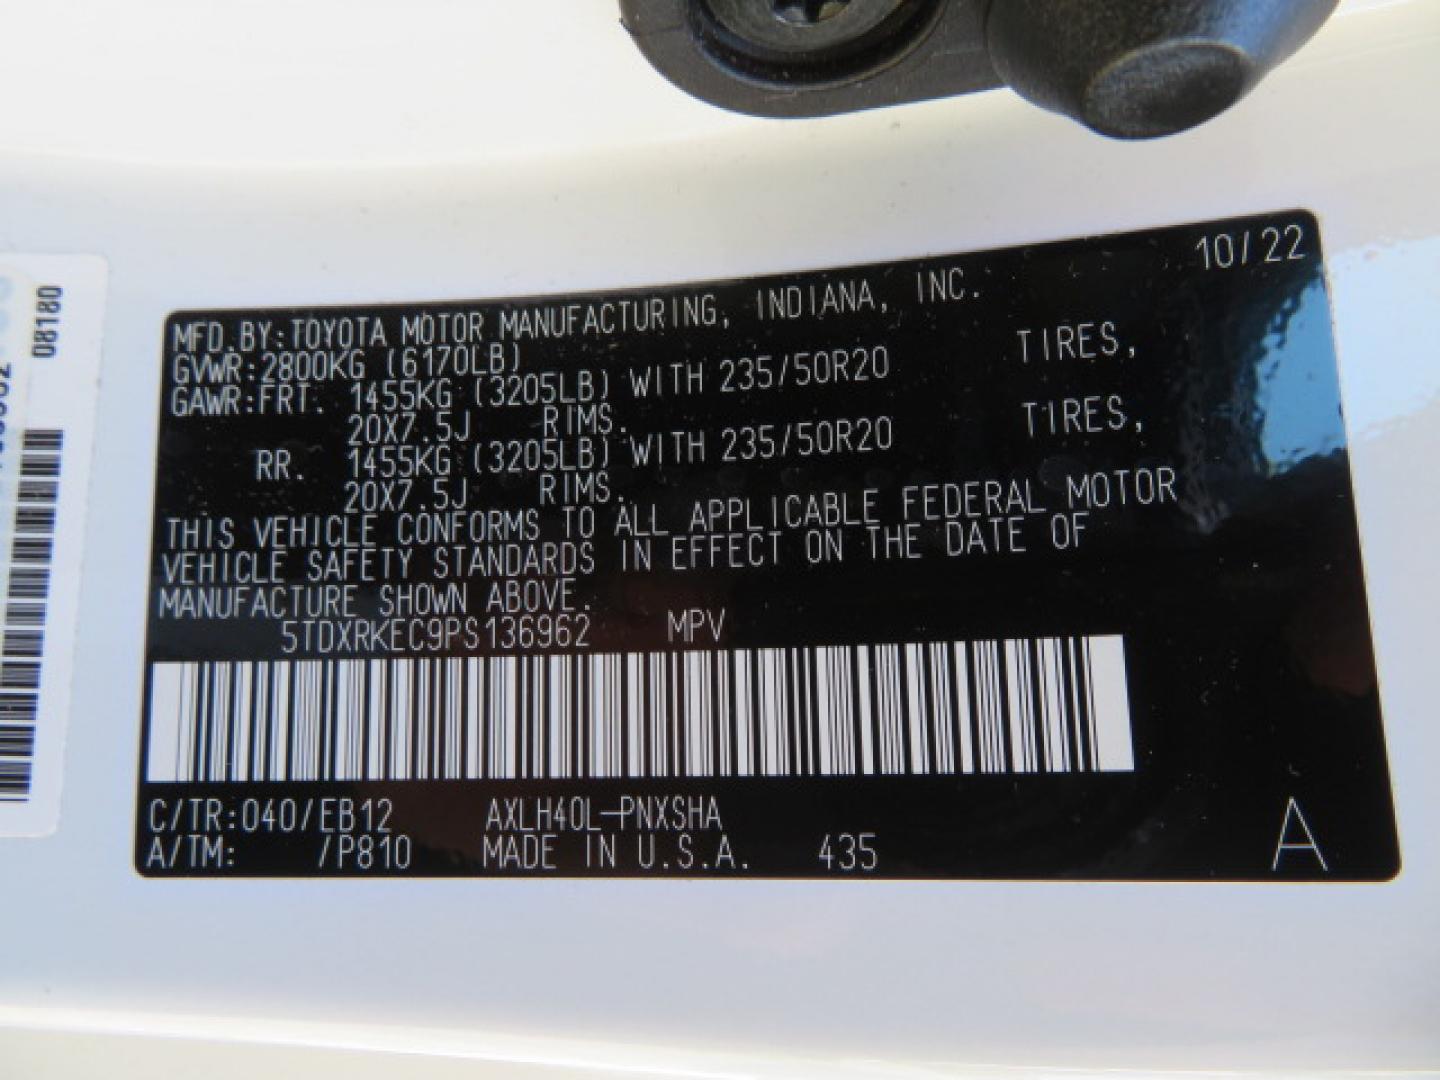 10/22
MFD.BY:TOYOTA MOTOR MANUFACTURING, INDIANA, INC.
GVWR:2800KG (6170LB)
GAWR:FRT. 1455KG (3205LB) WITH 235/50R20 TIRES,
20X7.5J RIMS.
RR. 1455KG (3205LB) WITH 235/50R20 TIRES,
20X7.5J RIMS.
THIS VEHICLE CONFORMS TO ALL APPLICABLE FEDERAL MOTOR
VEHICLE SAFETY STANDARDS IN EFFECT ON THE DATE OF
MANUFACTURE SHOWN ABOVE.
5TDXRKEC9PS136962 MPV
C/TR:040/EB12 AXLH40L-PNXSHA
A/TM: /P810 MADE IN U.S.A. 435
A
08180